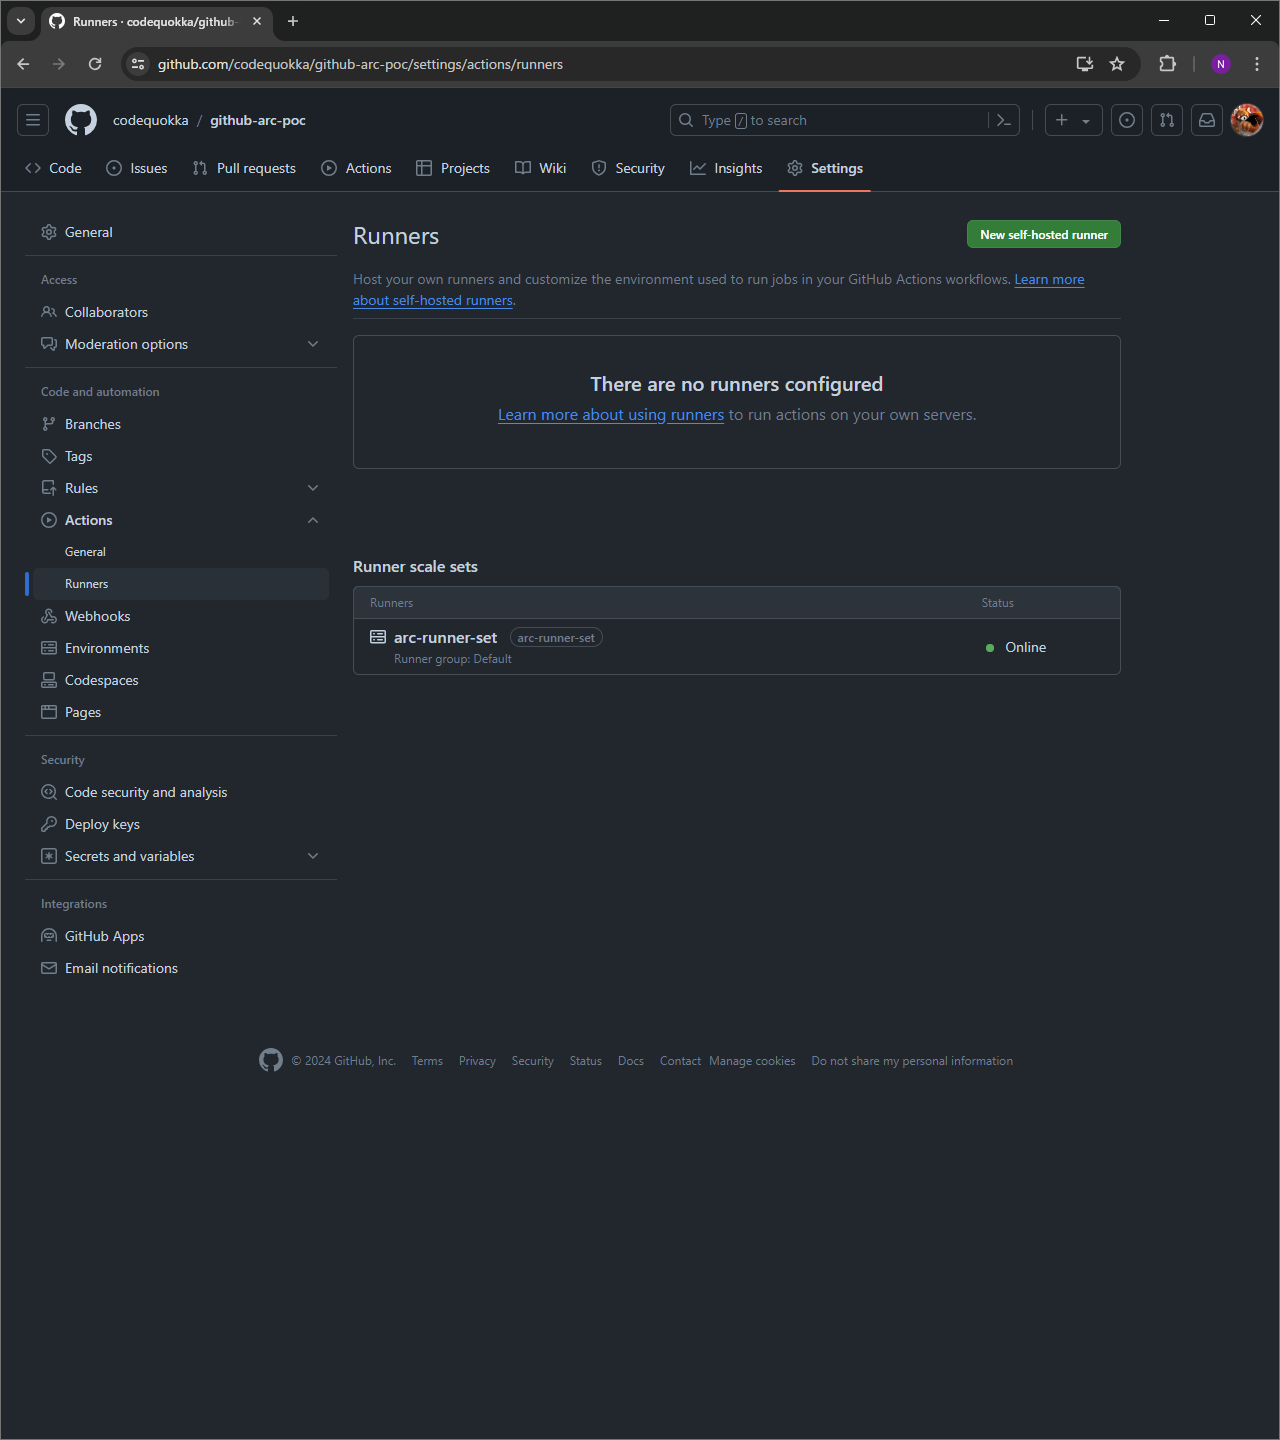 Runners · codequokka/github-
github.com/codequokka/github-arc-poc/settings/actions/runners
N
codequokka / github-arc-poc
Type / to search
Code Issues Pull requests Actions Projects Wiki Security Insights Settings
General
Access
Collaborators
Moderation options
Code and automation
Branches
Tags
Rules
Actions
General
Runners
Webhooks
Environments
Codespaces
Pages
Security
Code security and analysis
Deploy keys
Secrets and variables
Integrations
GitHub Apps
Email notifications
Runners
New self-hosted runner
Host your own runners and customize the environment used to run jobs in your GitHub Actions workflows. Learn more
about self-hosted runners.
There are no runners configured
Learn more about using runners to run actions on your own servers.
Runner scale sets
Runners Status
arc-runner-set arc-runner-set
Runner group: Default
Online
© 2024 GitHub, Inc. Terms Privacy Security Status Docs Contact Manage cookies Do not share my personal information